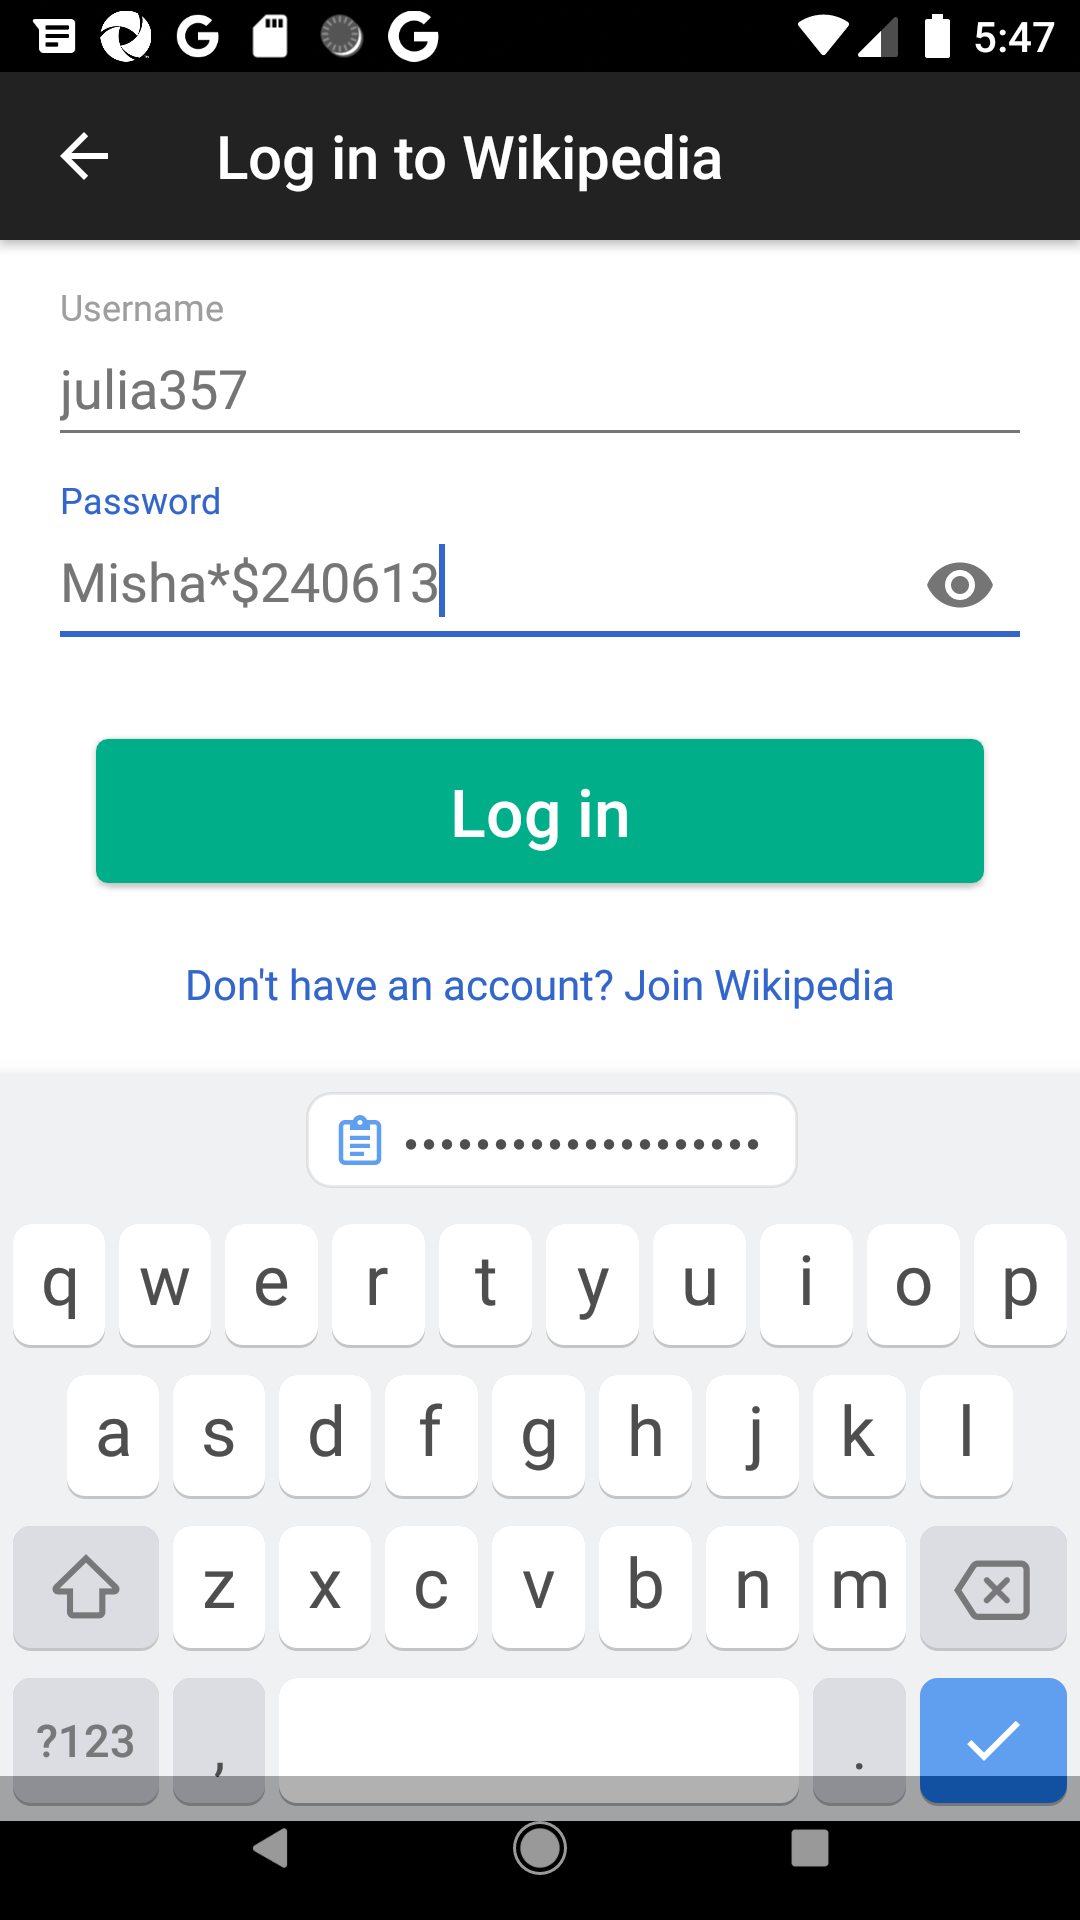 5:47
Log in to Wikipedia
Username
julia357
Password
Misha*$240613
Log in
Don't have an account? Join Wikipedia
••••••••••••••••••••
q w e r t y u i o p
a s d f g h j k l
z x c v b n m
?123 , .